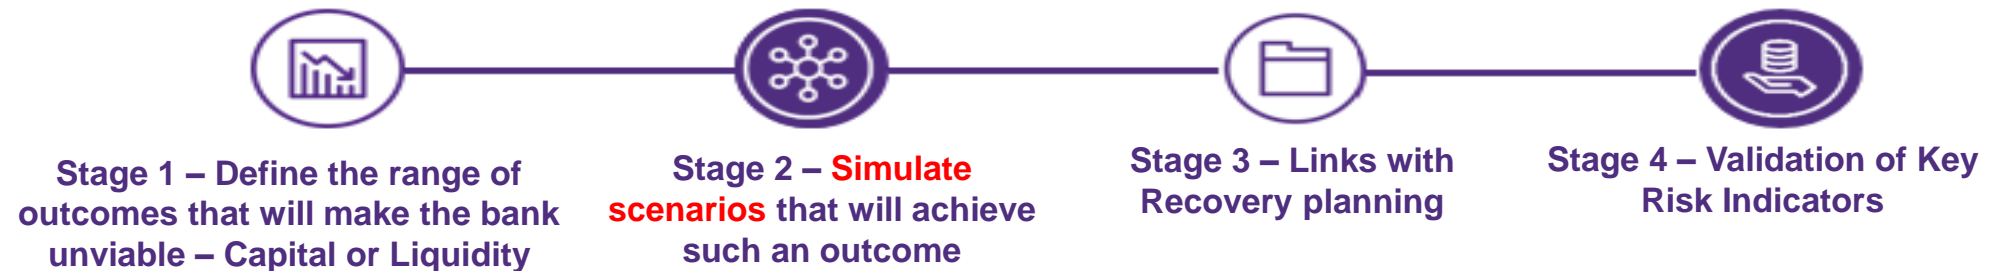 Stage 1 – Define the range of
outcomes that will make the bank
unviable – Capital or Liquidity
Stage 2 – Simulate
scenarios that will achieve
such an outcome
Stage 3 – Links with
Recovery planning
Stage 4 – Validation of Key
Risk Indicators